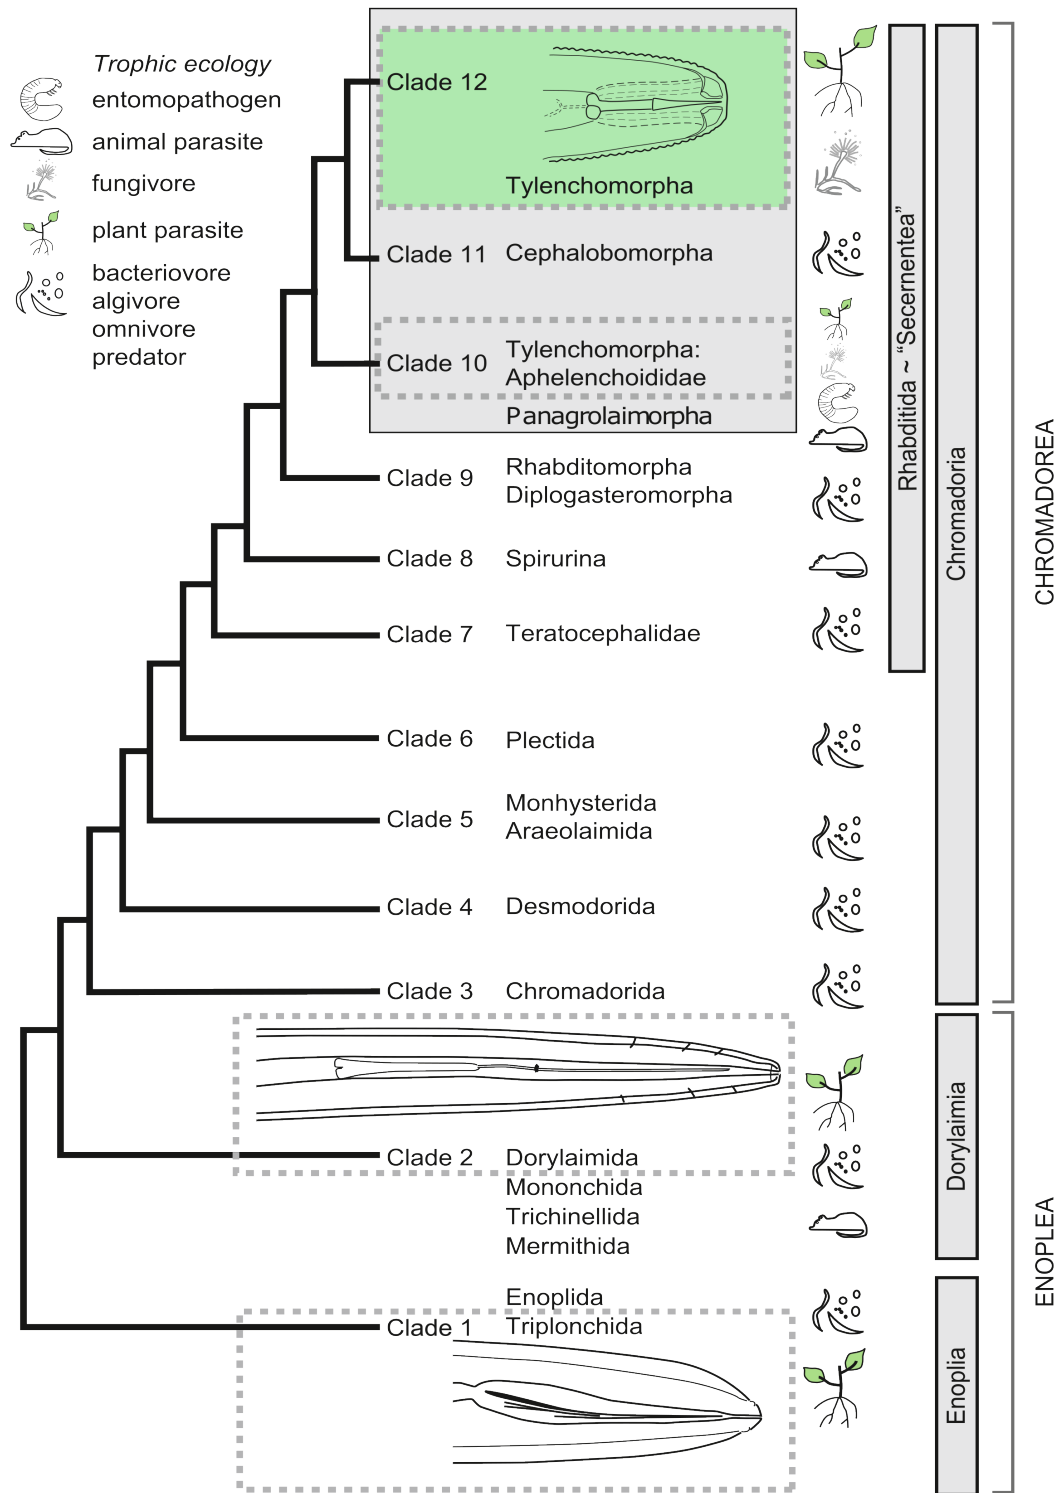 Trophic ecology
entomopathogen
animal parasite
fungivore
plant parasite
bacteriovore
algivore
omnivore
predator
Clade 12
Tylenchomorpha
Clade 11 Cephalobomorpha
Clade 10 Tylenchomorpha:
Aphelenchoididae
Panagrolaimorpha
Clade 9 Rhabditomorpha
Diplogasteromorpha
Clade 8 Spirurina
Clade 7 Teratocephalidae
Clade 6 Plectida
Clade 5 Monhysterida
Araeolaimida
Clade 4 Desmodorida
Clade 3 Chromadorida
Clade 2 Dorylaimida
Mononchida
Trichinellida
Mermithida
Enoplida
Clade 1 Triplonchida
Rhabditida ~ “Secernentea”
Chromadoria
CHROMADOREA
Dorylaimia
Enoplia
ENOPLEA